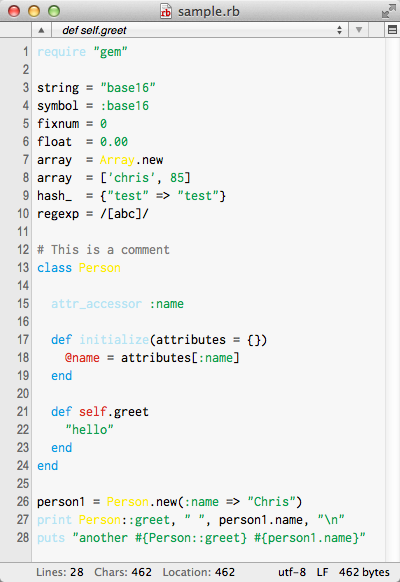 rb sample.rb
def self.greet
1 require "gem"
2
3 string = "base16"
4 symbol = :base16
5 fixnum = 0
6 float  = 0.00
7 array  = Array.new
8 array  = ['chris', 85]
9 hash_  = {"test" => "test"}
10 regexp = /[abc]/
11
12 # This is a comment
13 class Person
14
15   attr_accessor :name
16
17   def initialize(attributes = {})
18     @name = attributes[:name]
19   end
20
21   def self.greet
22     "hello"
23   end
24 end
25
26 person1 = Person.new(:name => "Chris")
27 print Person::greet, " ", person1.name, "\n"
28 puts "another #{Person::greet} #{person1.name}"
Lines: 28 Chars: 462 Location: 462 utf-8 LF 462 bytes